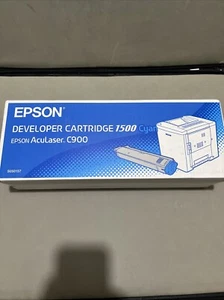 EPSON
DEVELOPER CARTRIDGE 1500 Cyan
EPSON AcuLaser C900